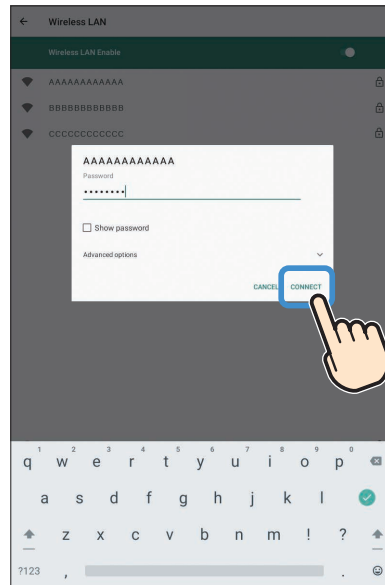 Wireless LAN
Wireless LAN Enable
AAAAAAAAAAAA
BBBBBBBBBBBB
CCCCCCCCCCCC
AAAAAAAAAAAA
Password
••••••••
Show password
Advanced options
CANCEL CONNECT
1 2 3 4 5 6 7 8 9 0
q w e r t y u i o p
a s d f g h j k l
z x c v b n m ! ?
?123 , .